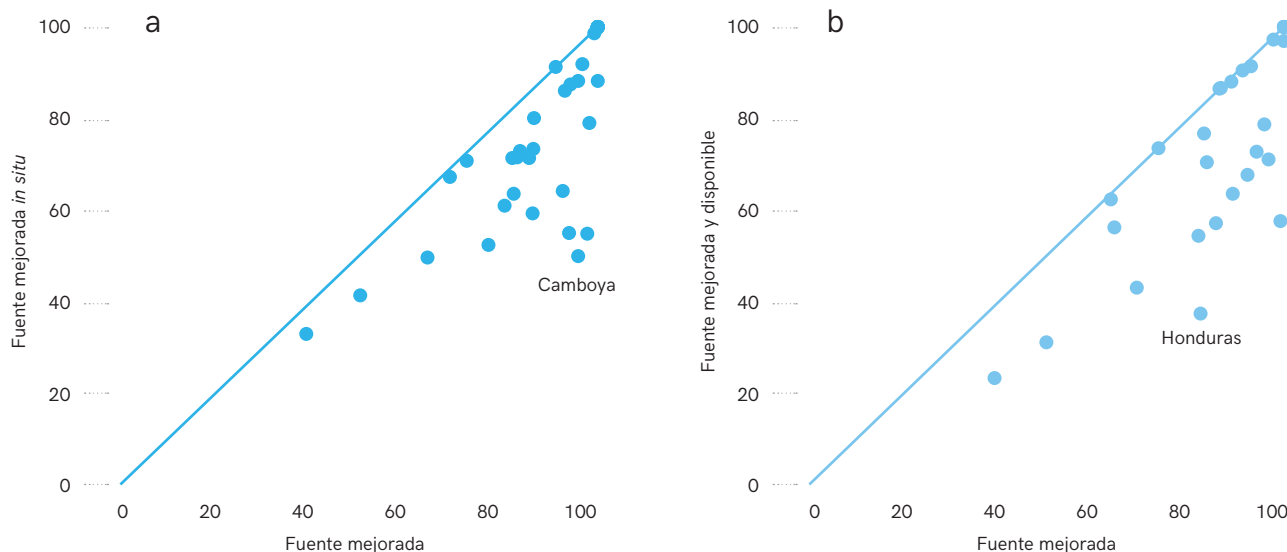 a
100
80
60
40
20
0
Fuente mejorada in situ
Camboya
0 20 40 60 80 100
Fuente mejorada
b
100
80
60
40
20
0
Fuente mejorada y disponible
Honduras
0 20 40 60 80 100
Fuente mejorada